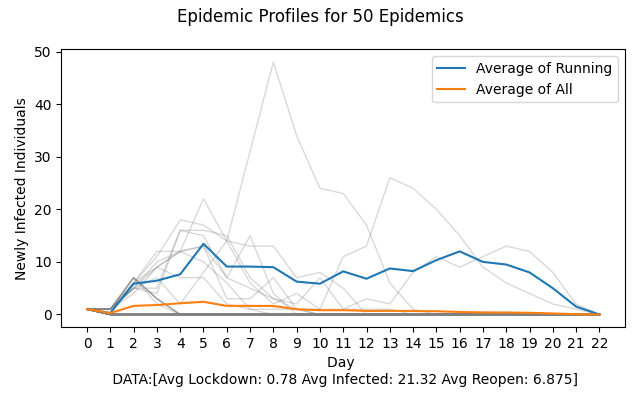 Epidemic Profiles for 50 Epidemics
Newly Infected Individuals
50
40
30
20
10
0
Average of Running
Average of All
0 1 2 3 4 5 6 7 8 9 10 11 12 13 14 15 16 17 18 19 20 21 22
Day
DATA:[Avg Lockdown: 0.78 Avg Infected: 21.32 Avg Reopen: 6.875]